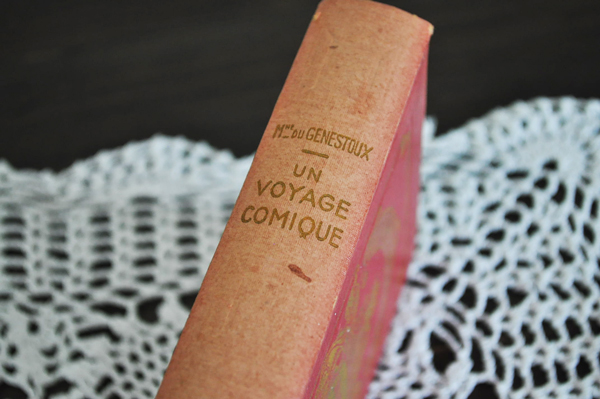 Mme DU GENESTOUX
UN
VOYAGE
COMIQUE